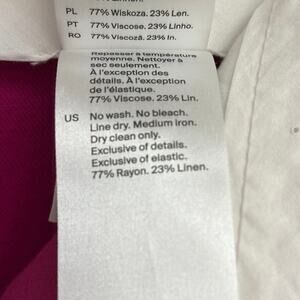 PL 77% Wiskoza. 23% Len.
PT 77% Viscose. 23% Linho.
RO 77% Viscoză. 23% In.
Repasser à température
moyenne. Nettoyer à
sec seulement.
À l'exception des
détails. À l'exception
de l'élastique.
77% Viscose. 23% Lin.
US No wash. No bleach.
Line dry. Medium iron.
Dry clean only.
Exclusive of details.
Exclusive of elastic.
77% Rayon. 23% Linen.